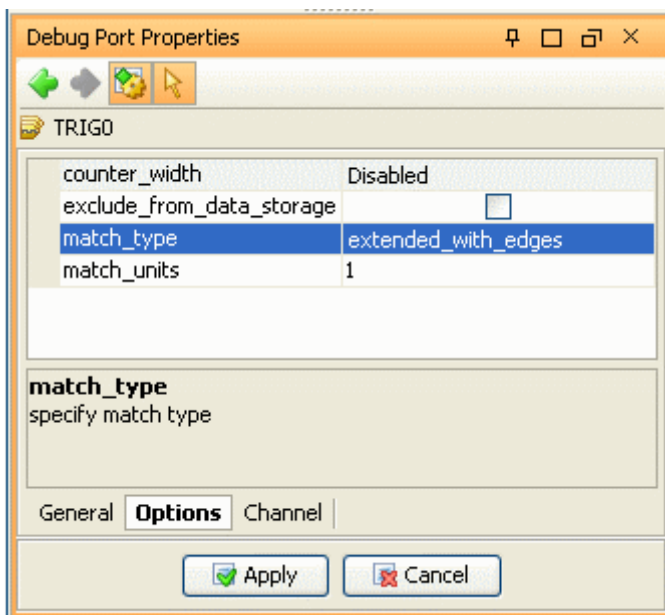 Debug Port Properties
TRIG0
counter_width Disabled
exclude_from_data_storage
match_type extended_with_edges
match_units 1
match_type
specify match type
General Options Channel
Apply Cancel